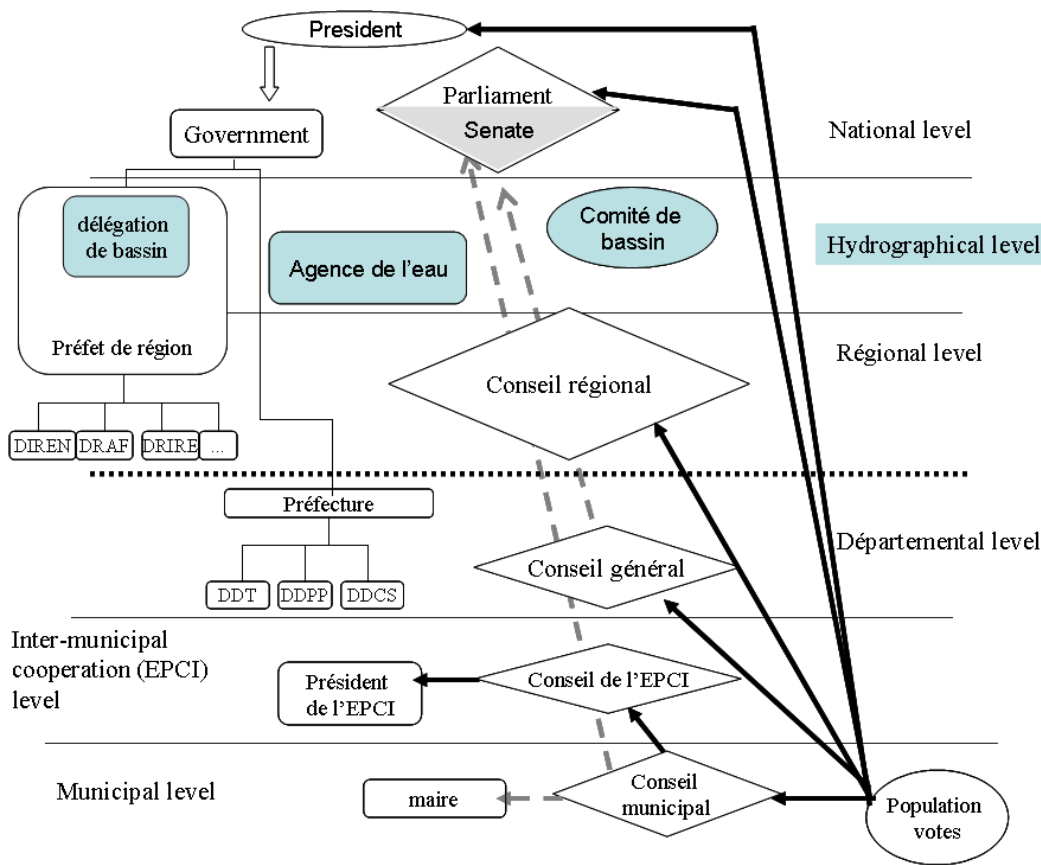 President
Parliament
Senate
Government
National level
délégation
de bassin
Comité de
bassin
Agence de l'eau
Hydrographical level
Préfet de région
Régional level
Conseil régional
DIREN
DRAF
DRIRE
...
Préfecture
Départemental level
Conseil général
DDT
DDPP
DDCS
Inter-municipal
cooperation (EPCI)
level
Président
de l'EPCI
Conseil de l'EPCI
Municipal level
maire
Conseil
municipal
Population
votes